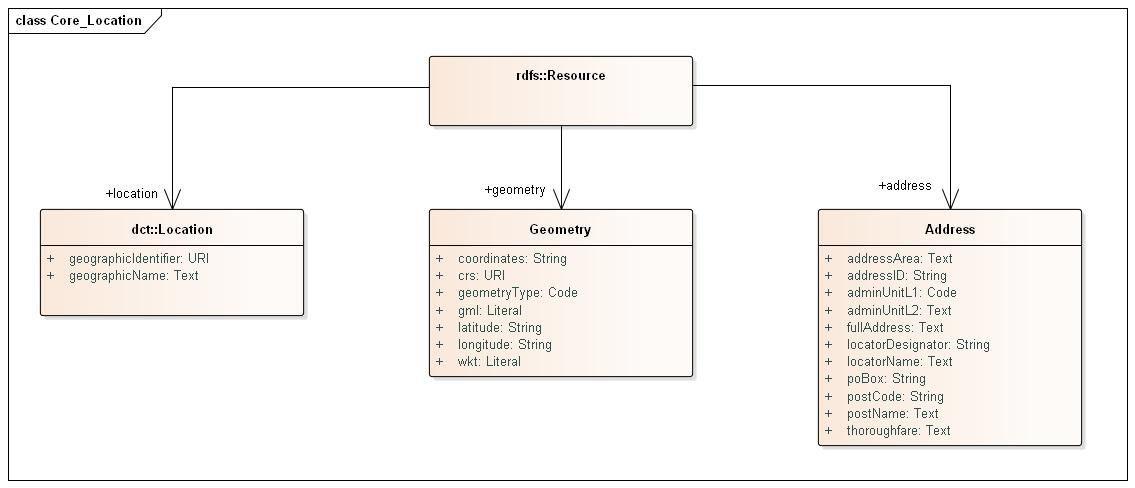 class Core_Location
rdfs::Resource
+location
+geometry
+address
dct::Location
+ geographicIdentifier: URI
+ geographicName: Text
Geometry
+ coordinates: String
+ crs: URI
+ geometryType: Code
+ gml: Literal
+ latitude: String
+ longitude: String
+ wkt: Literal
Address
+ addressArea: Text
+ addressID: String
+ adminUnitL1: Code
+ adminUnitL2: Text
+ fullAddress: Text
+ locatorDesignator: String
+ locatorName: Text
+ poBox: String
+ postCode: String
+ postName: Text
+ thoroughfare: Text